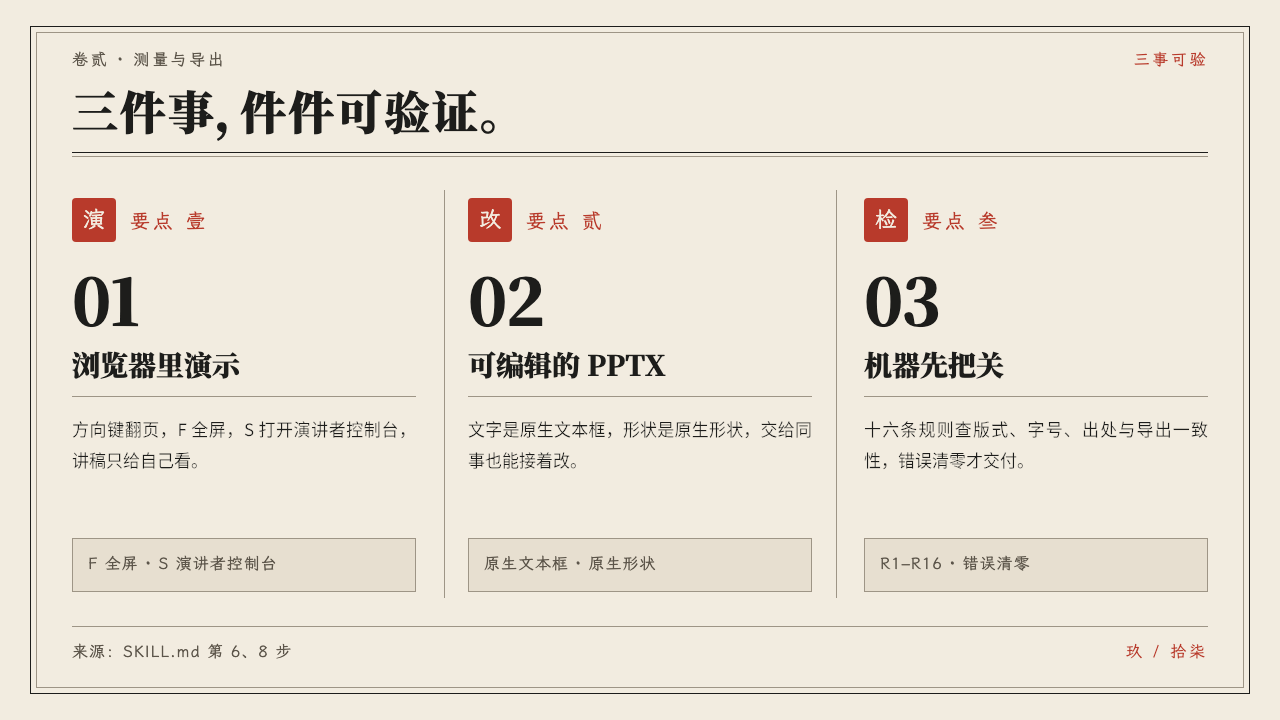 卷贰 · 测量与导出
三事可验
三件事, 件件可验证。
演 要点 壹
01
浏览器里演示
方向键翻页，F 全屏，S 打开演讲者控制台，
讲稿只给自己看。
F 全屏 · S 演讲者控制台
改 要点 贰
02
可编辑的 PPTX
文字是原生文本框，形状是原生形状，交给同
事也能接着改。
原生文本框 · 原生形状
检 要点 叁
03
机器先把关
十六条规则查版式、字号、出处与导出一致
性，错误清零才交付。
R1–R16 · 错误清零
来源：SKILL.md 第 6、8 步
玖 / 拾柒